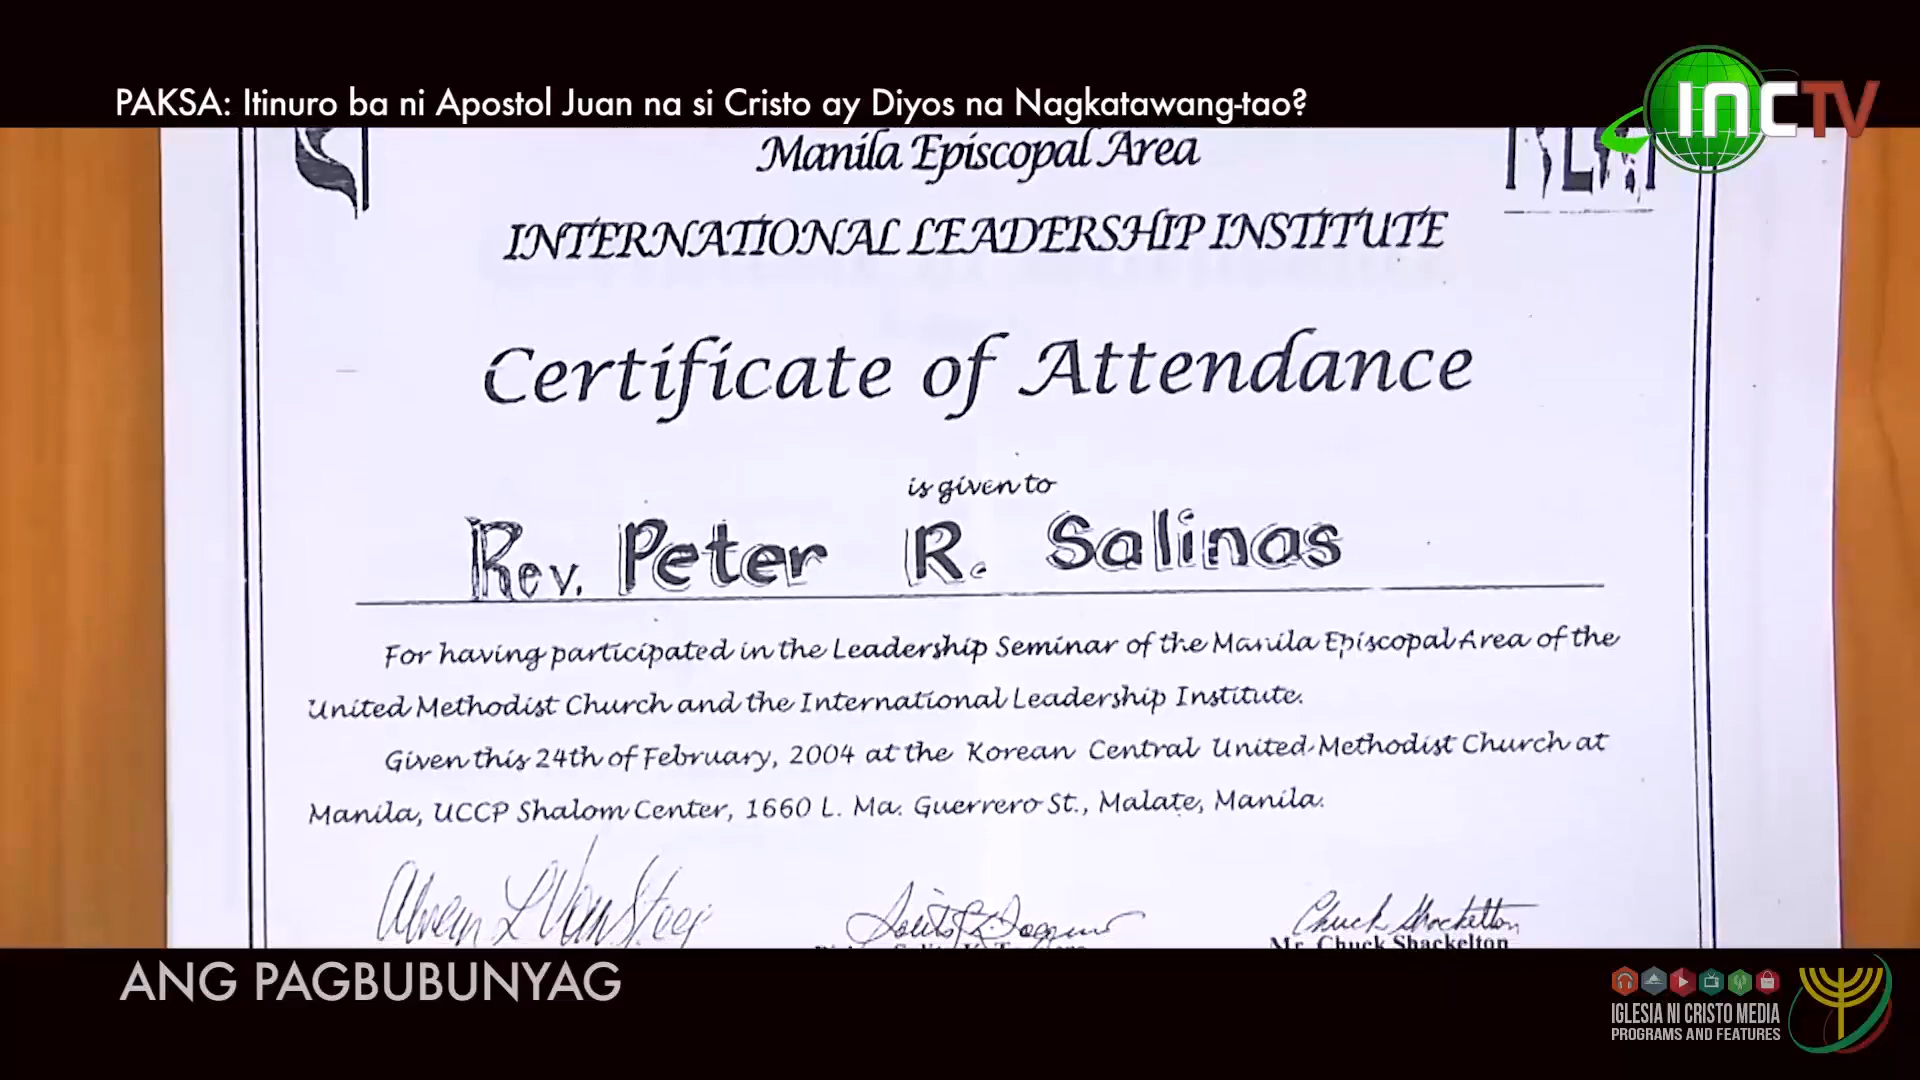 PAKSA: Itinuro ba ni Apostol Juan na si Cristo ay Diyos na Nagkatawang-tao?
INCTV
Manila Episcopal Area
INTERNATIONAL LEADERSHIP INSTITUTE
Certificate of Attendance
is given to
Rev. Peter R. Salinas
For having participated in the Leadership Seminar of the Manila Episcopal Area of the
United Methodist Church and the International Leadership Institute.
Given this 24th of February, 2004 at the Korean Central United Methodist Church at
Manila, UCCP Shalom Center, 1660 L. Ma. Guerrero St., Malate, Manila.
Chuck Shackelton
Mr. Chuck Shackelton
ANG PAGBUBUNYAG
IGLESIA NI CRISTO MEDIA
PROGRAMS AND FEATURES